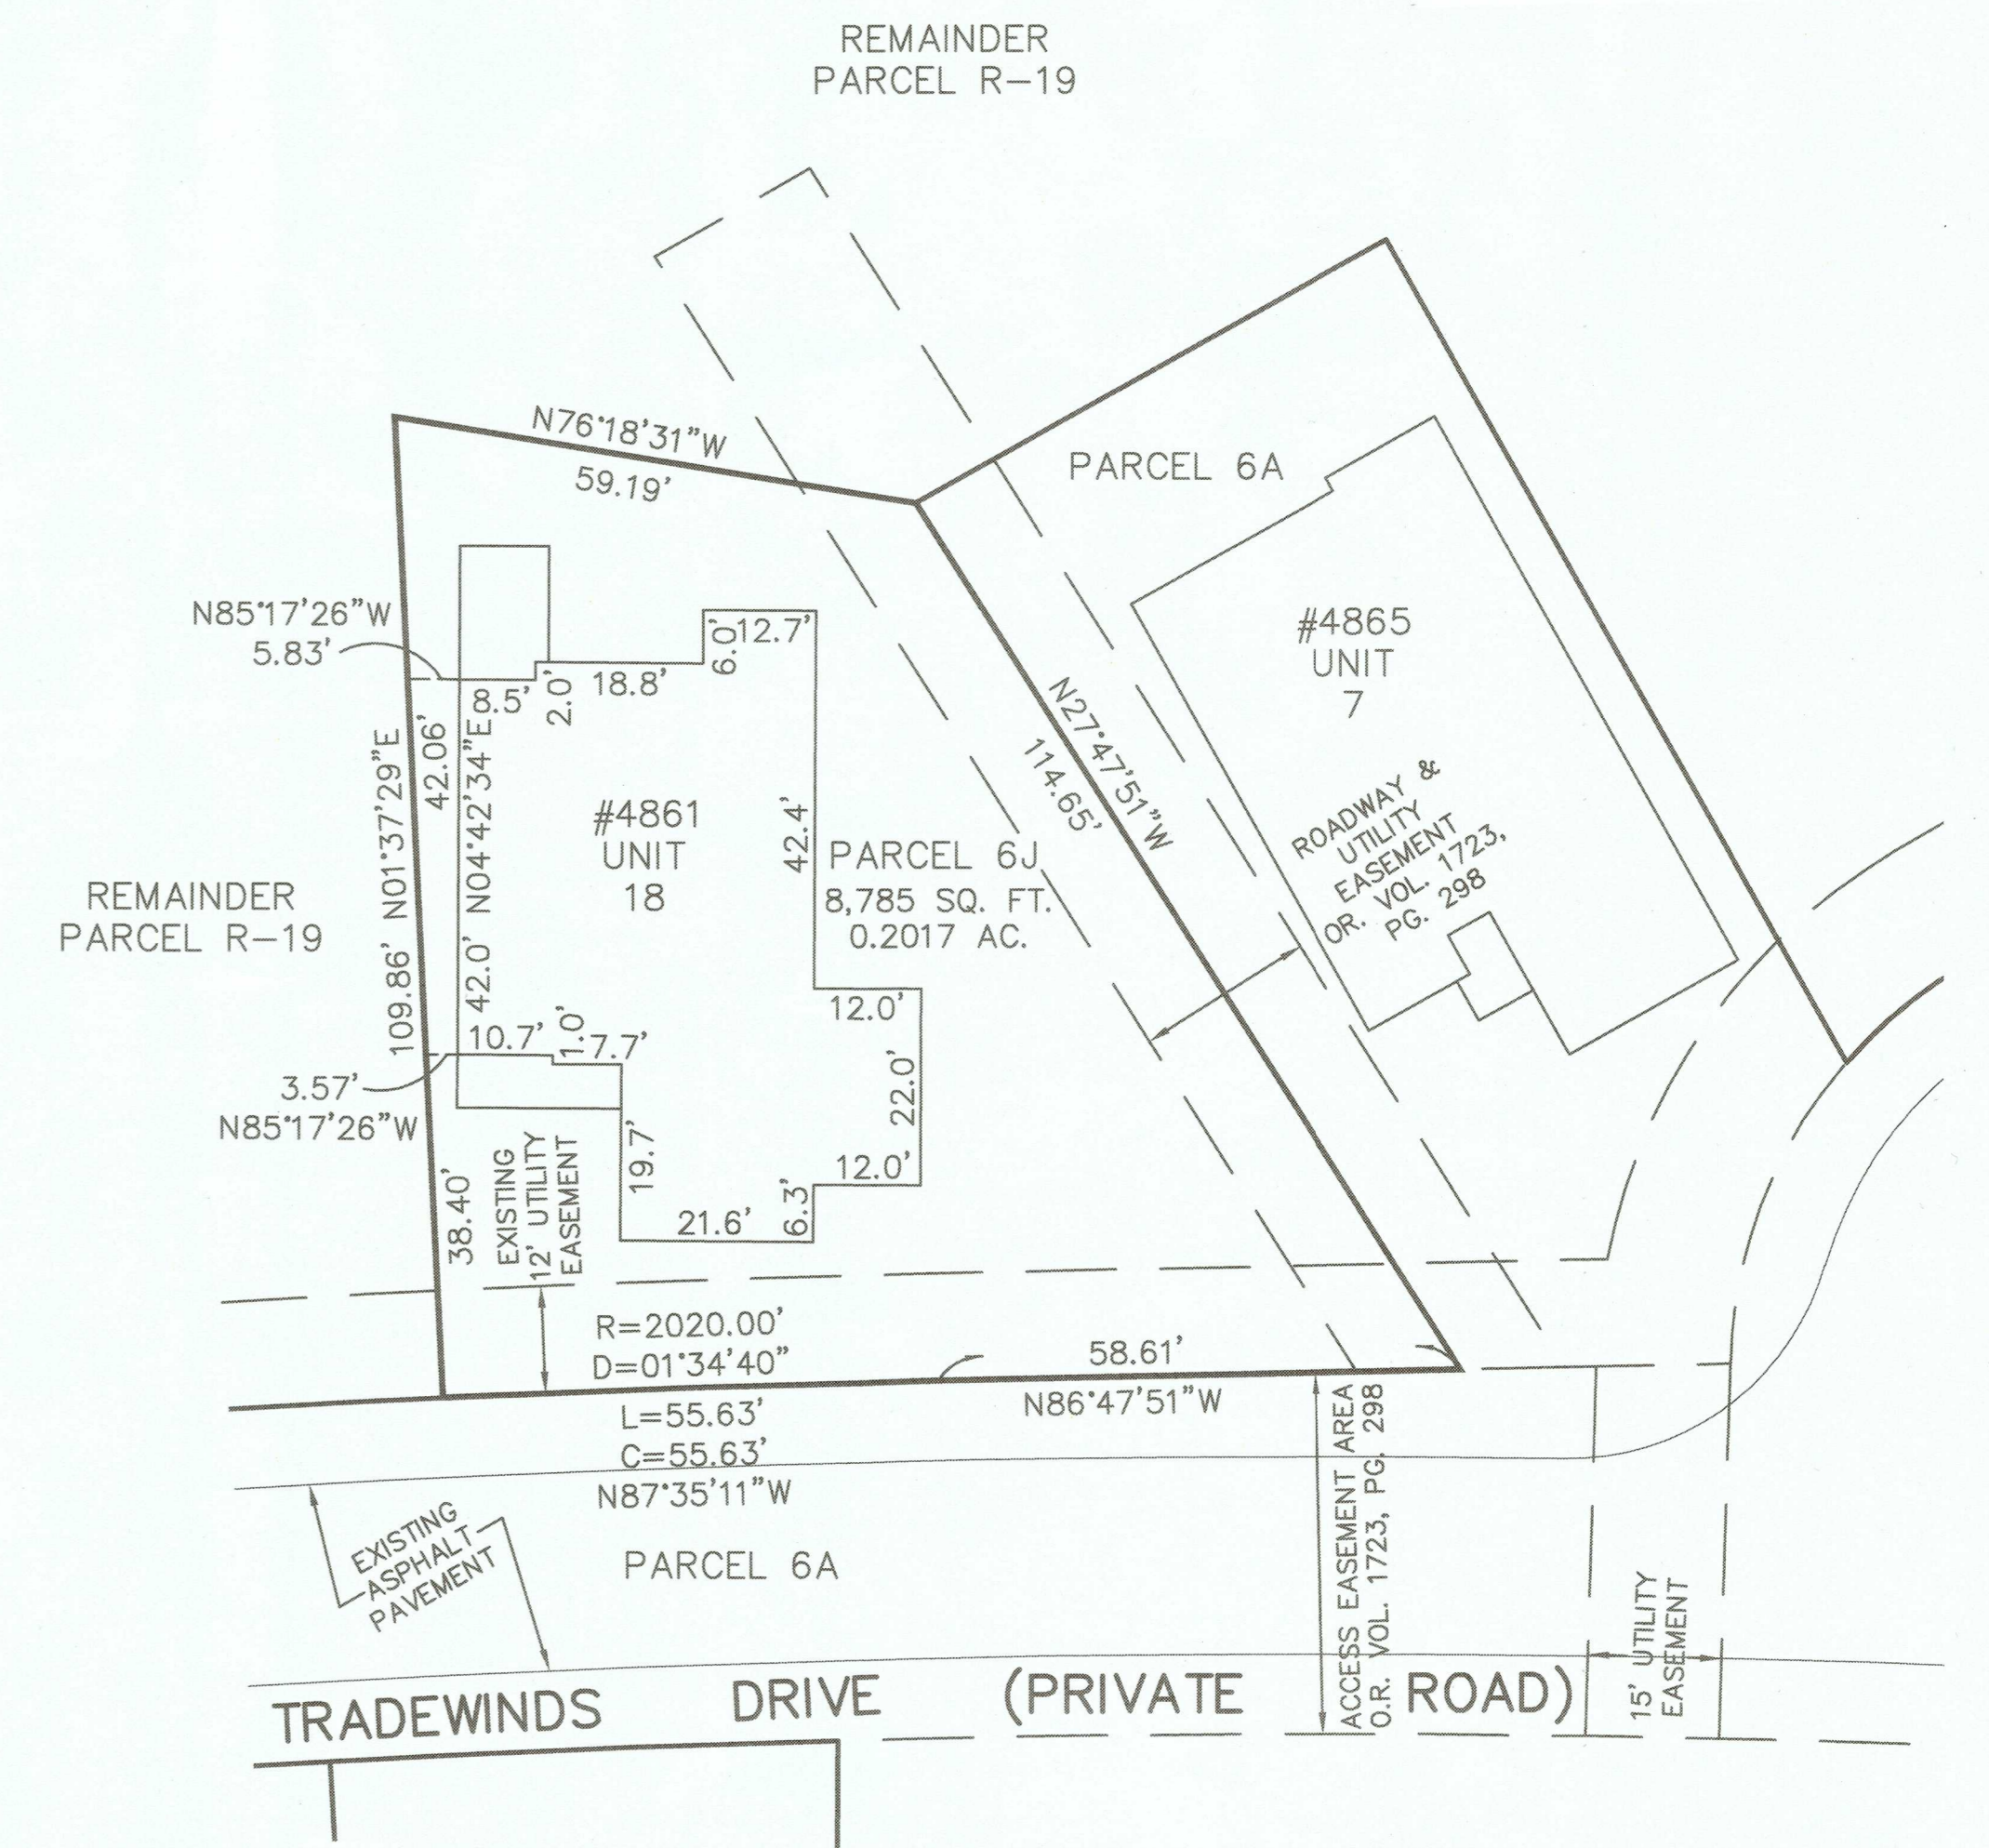 REMAINDER
PARCEL R-19
N76°18'31"W
59.19'
PARCEL 6A
N85°17'26"W
5.83'
8.5'
2.0'
18.8'
6.0'
12.7'
#4865
UNIT
7
N27°47'51"W
114.65'
ROADWAY &
UTILITY
EASEMENT
OR. VOL. 1723,
PG. 298
109.86' N01°37'29"E
42.06'
42.0' N04°42'34"E
#4861
UNIT
18
42.4'
PARCEL 6J
8,785 SQ. FT.
0.2017 AC.
REMAINDER
PARCEL R-19
12.0'
10.7'
1.0'
7.7'
3.57'
N85°17'26"W
22.0'
19.7'
12.0'
6.3'
21.6'
38.40'
EXISTING
12' UTILITY
EASEMENT
R=2020.00'
D=01°34'40"
58.61'
N86°47'51"W
L=55.63'
C=55.63'
N87°35'11"W
EXISTING
ASPHALT
PAVEMENT
PARCEL 6A
ACCESS EASEMENT AREA
O.R. VOL. 1723, PG. 298
15' UTILITY
EASEMENT
TRADEWINDS DRIVE (PRIVATE ROAD)